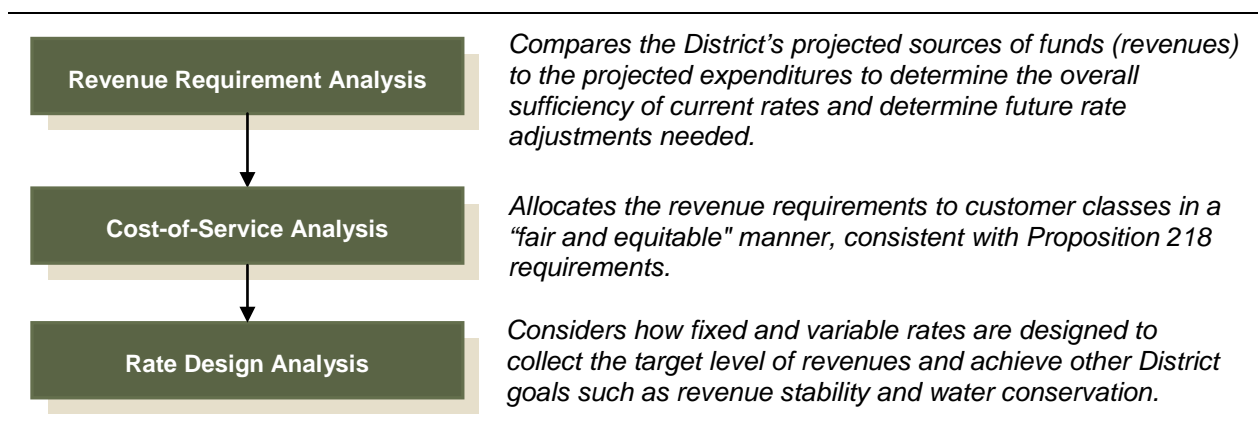 Revenue Requirement Analysis
Compares the District’s projected sources of funds (revenues)
to the projected expenditures to determine the overall
sufficiency of current rates and determine future rate
adjustments needed.
Cost-of-Service Analysis
Allocates the revenue requirements to customer classes in a
“fair and equitable" manner, consistent with Proposition 218
requirements.
Rate Design Analysis
Considers how fixed and variable rates are designed to
collect the target level of revenues and achieve other District
goals such as revenue stability and water conservation.